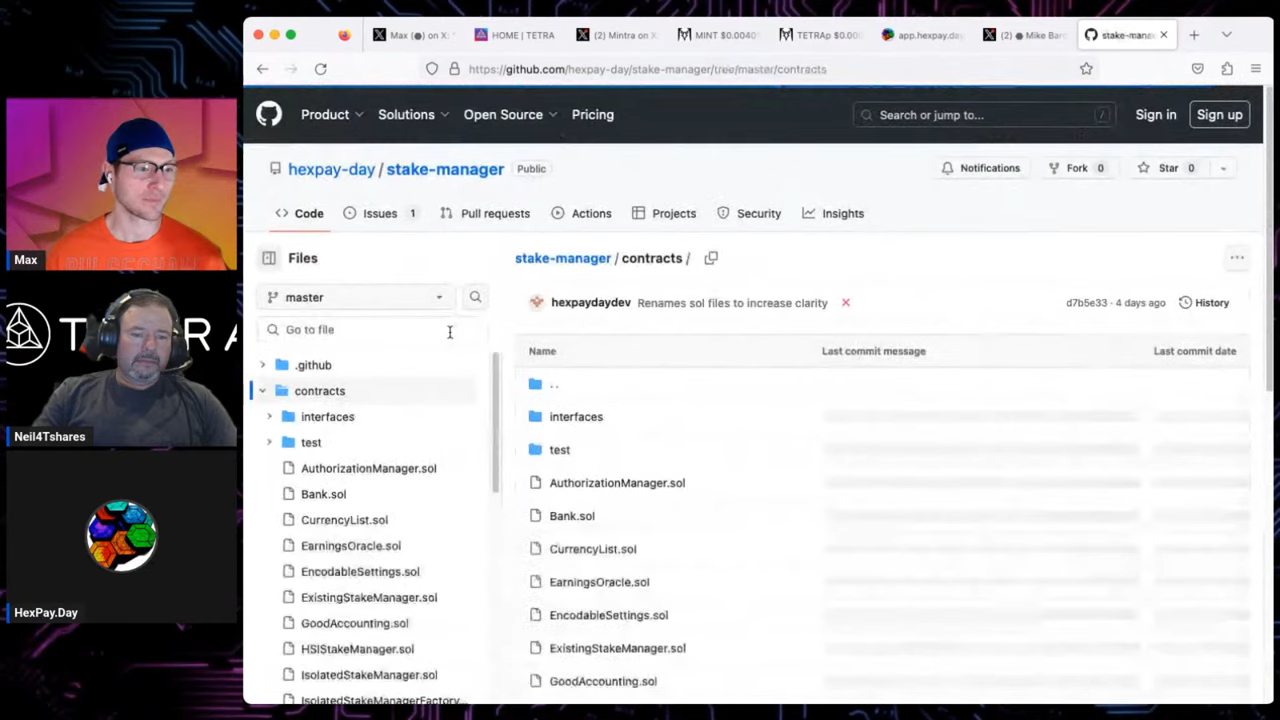 Max (●) on X: "
HOME | TETRA
(2) Mintra on X
MINT $0.0040
TETRAp $0.00
app.hexpay.day
(2) ● Mike Bar
stake-mana
https://github.com/hexpay-day/stake-manager/tree/master/contracts
Product
Solutions
Open Source
Pricing
Search or jump to...
/
Sign in
Sign up
hexpay-day / stake-manager
Public
Notifications
Fork 0
Star 0
Code
Issues 1
Pull requests
Actions
Projects
Security
Insights
Files
stake-manager / contracts /
master
hexpaydaydev
Renames sol files to increase clarity
d7b5e33 · 4 days ago
History
Go to file
Name
Last commit message
Last commit date
.github
contracts
interfaces
test
AuthorizationManager.sol
Bank.sol
CurrencyList.sol
EarningsOracle.sol
EncodableSettings.sol
ExistingStakeManager.sol
GoodAccounting.sol
HSIStakeManager.sol
IsolatedStakeManager.sol
IsolatedStakeManagerFactory...
..
interfaces
test
AuthorizationManager.sol
Bank.sol
CurrencyList.sol
EarningsOracle.sol
EncodableSettings.sol
ExistingStakeManager.sol
GoodAccounting.sol
Max
Neil4Tshares
HexPay.Day